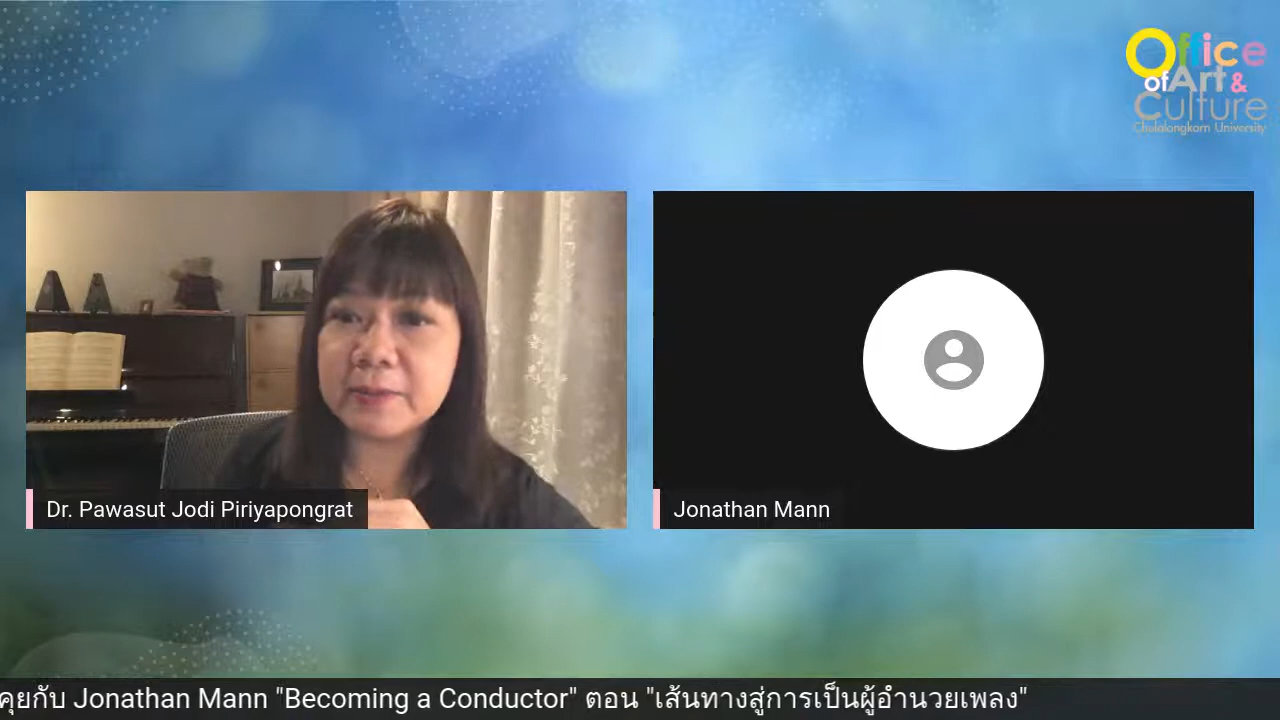 Office
of Art &
Culture
Chulalongkorn University
Dr. Pawasut Jodi Piriyapongrat
Jonathan Mann
คุยกับ Jonathan Mann "Becoming a Conductor" ตอน "เส้นทางสู่การเป็นผู้อำนวยเพลง"